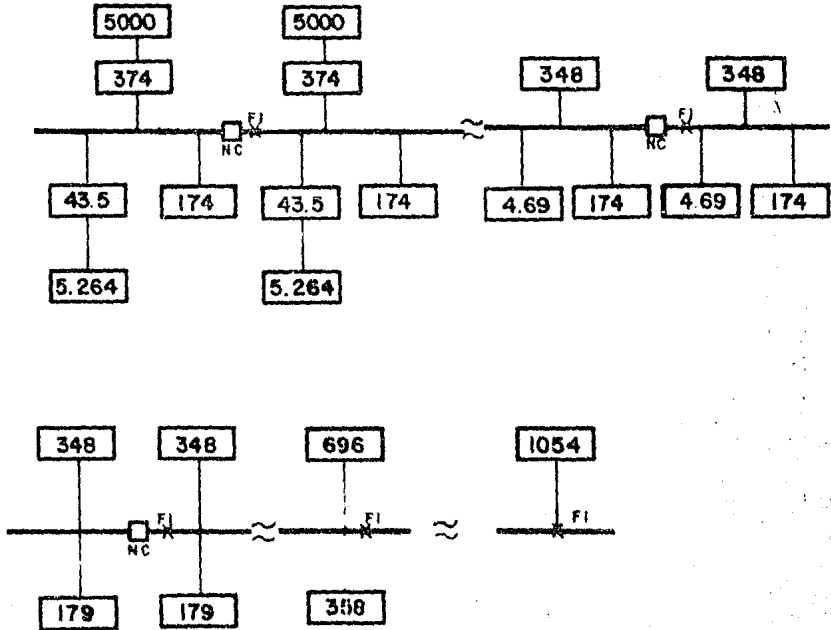 5000 5000
374 374 348 348
FI FI
NC NC
43.5 174 43.5 174 4.69 174 4.69 174
5.264 5.264
348 348 696 1054
FI FI FI
NC
179 179 358